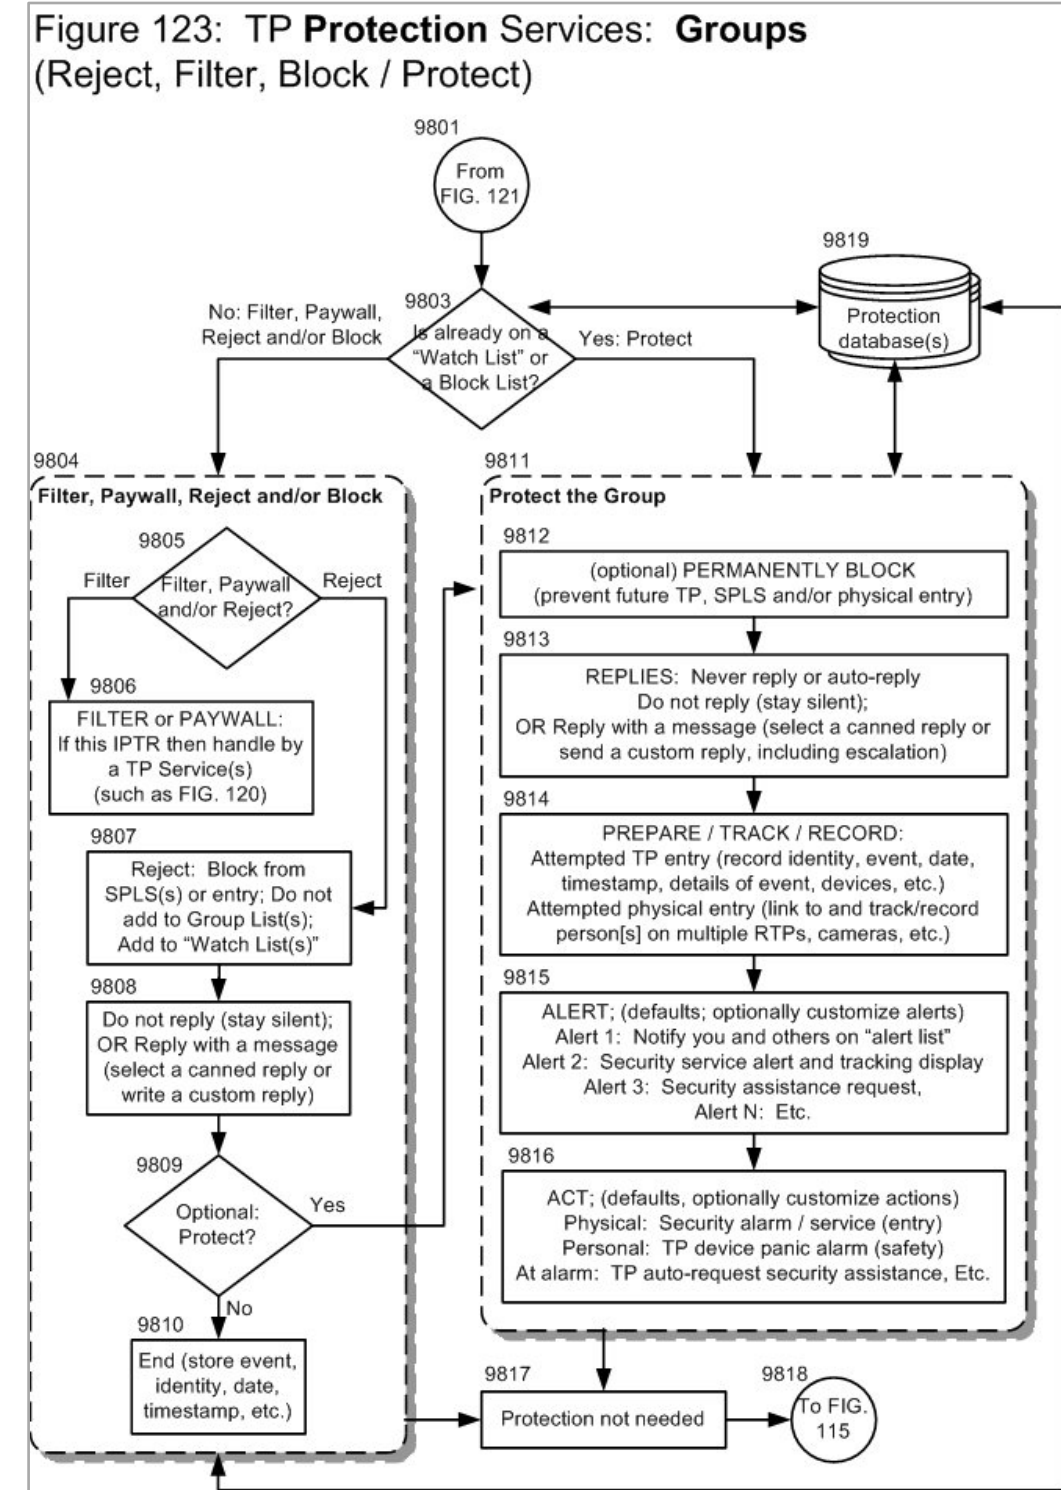 Figure 123: TP Protection Services: Groups
(Reject, Filter, Block / Protect)
9801
From
FIG. 121
9819
Protection
database(s)
9803
Is already on a
“Watch List” or
a Block List?
No: Filter, Paywall,
Reject and/or Block
Yes: Protect
9804
Filter, Paywall, Reject and/or Block
9805
Filter, Paywall
and/or Reject?
Filter
Reject
9806
FILTER or PAYWALL:
If this IPTR then handle by
a TP Service(s)
(such as FIG. 120)
9807
Reject: Block from
SPLS(s) or entry; Do not
add to Group List(s);
Add to “Watch List(s)”
9808
Do not reply (stay silent);
OR Reply with a message
(select a canned reply or
write a custom reply)
9809
Optional:
Protect?
Yes
No
9810
End (store event,
identity, date,
timestamp, etc.)
9811
Protect the Group
9812
(optional) PERMANENTLY BLOCK
(prevent future TP, SPLS and/or physical entry)
9813
REPLIES: Never reply or auto-reply
Do not reply (stay silent);
OR Reply with a message (select a canned reply or
send a custom reply, including escalation)
9814
PREPARE / TRACK / RECORD:
Attempted TP entry (record identity, event, date,
timestamp, details of event, devices, etc.)
Attempted physical entry (link to and track/record
person[s] on multiple RTPs, cameras, etc.)
9815
ALERT; (defaults; optionally customize alerts)
Alert 1: Notify you and others on “alert list”
Alert 2: Security service alert and tracking display
Alert 3: Security assistance request,
Alert N: Etc.
9816
ACT; (defaults, optionally customize actions)
Physical: Security alarm / service (entry)
Personal: TP device panic alarm (safety)
At alarm: TP auto-request security assistance, Etc.
9817
Protection not needed
9818
To FIG.
115